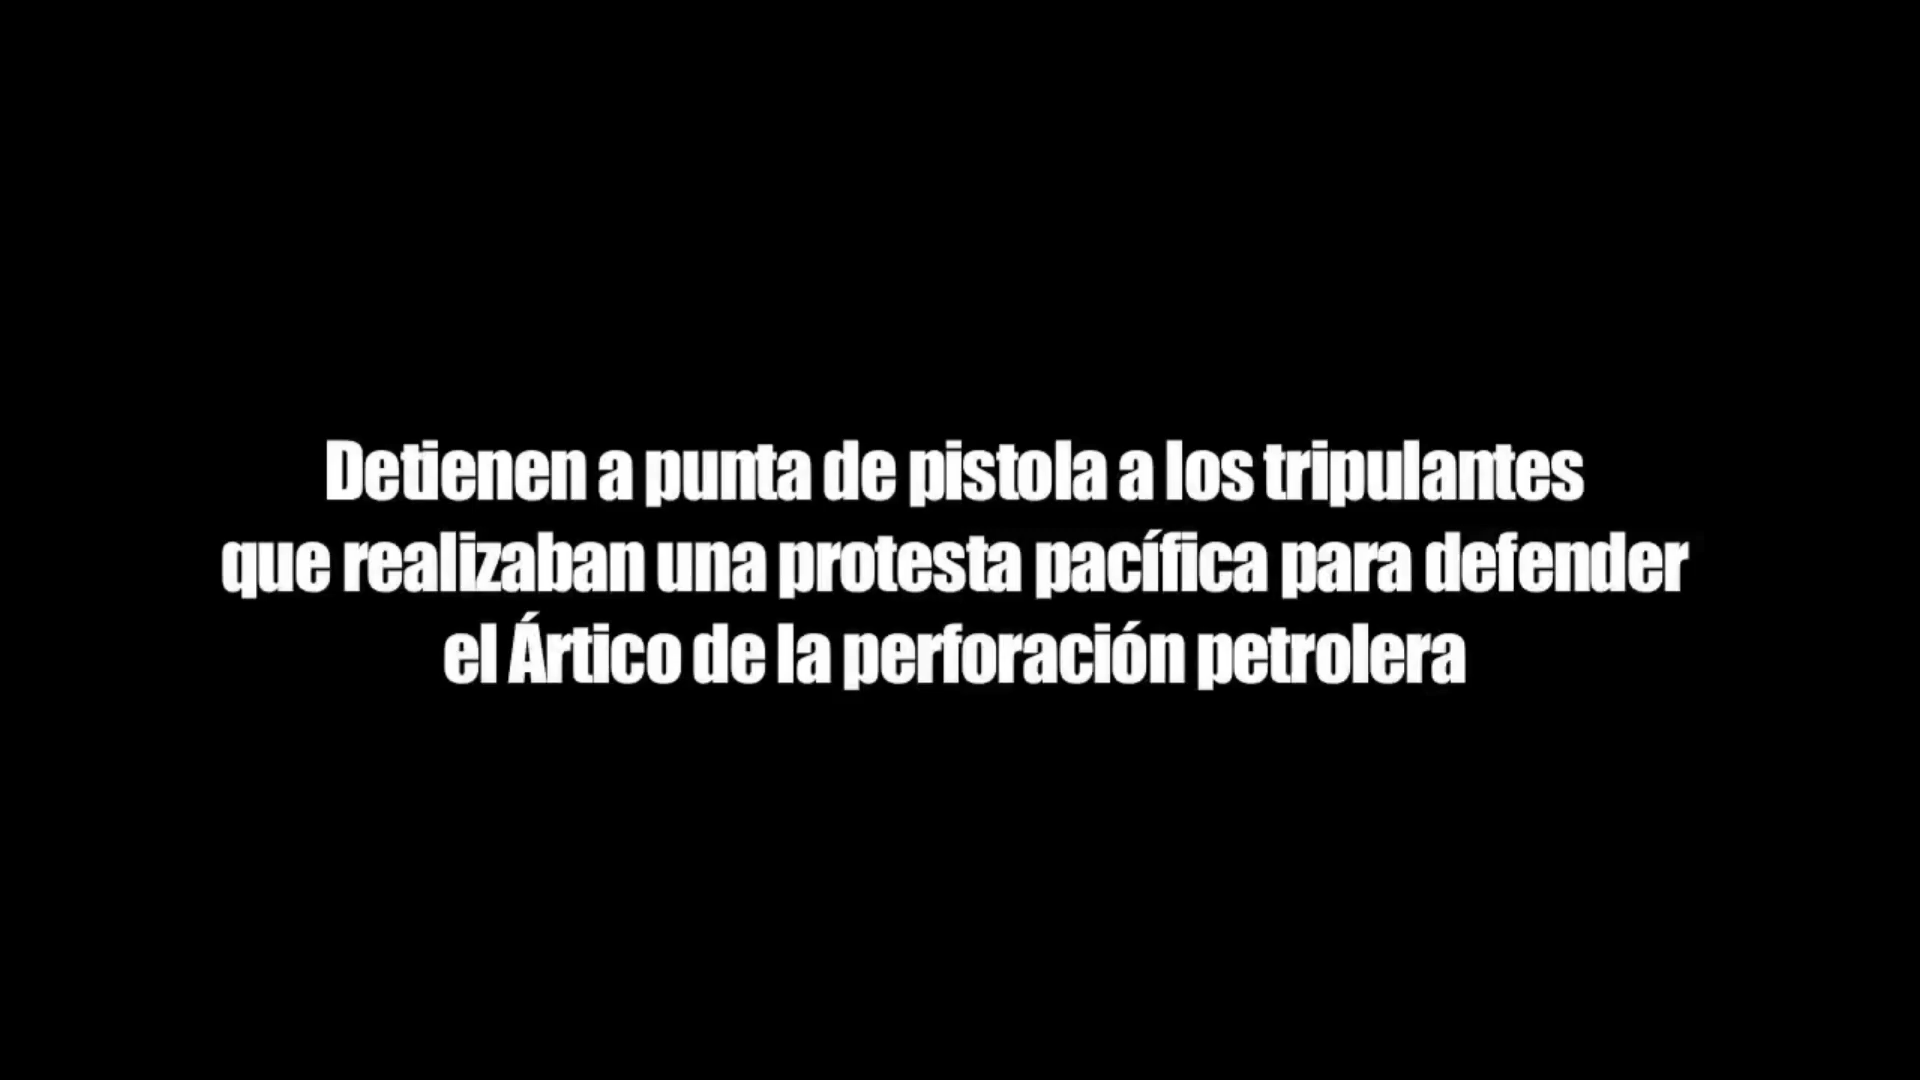 Detienen a punta de pistola a los tripulantes
que realizaban una protesta pacífica para defender
el Ártico de la perforación petrolera